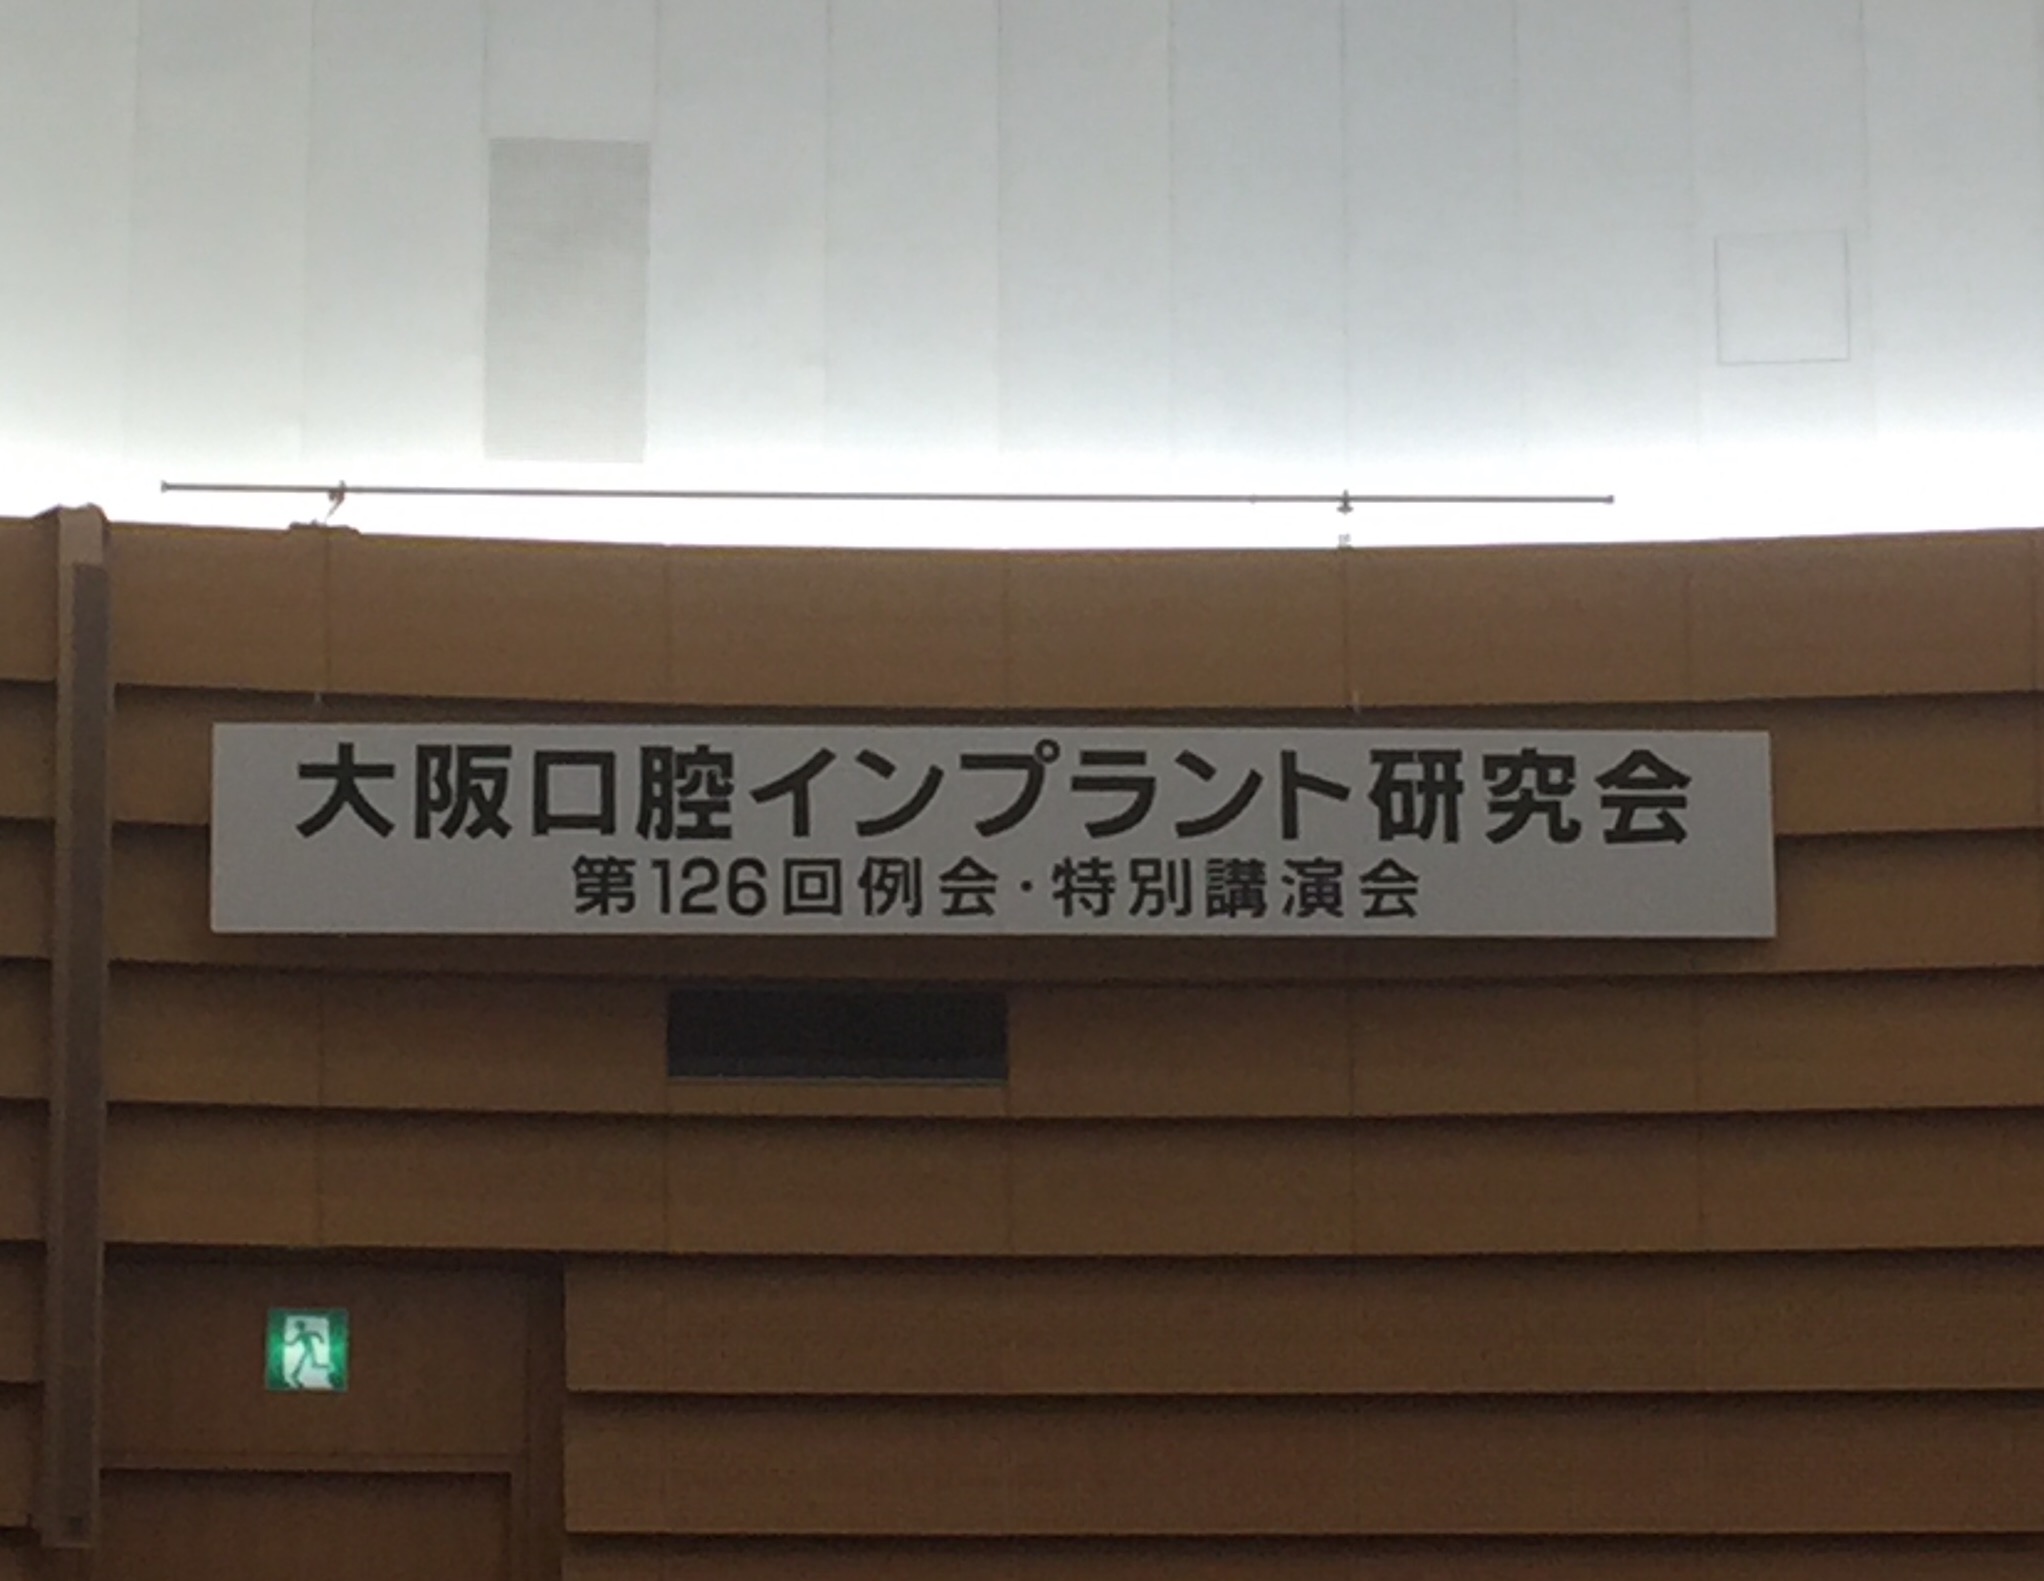 大阪口腔インプラント研究会
第126回例会・特別講演会